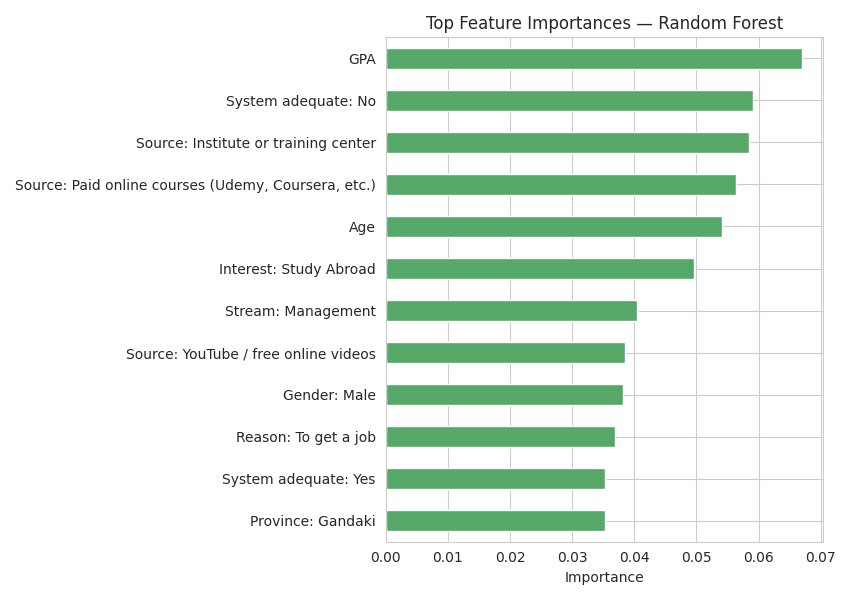 Top Feature Importances — Random Forest
GPA
System adequate: No
Source: Institute or training center
Source: Paid online courses (Udemy, Coursera, etc.)
Age
Interest: Study Abroad
Stream: Management
Source: YouTube / free online videos
Gender: Male
Reason: To get a job
System adequate: Yes
Province: Gandaki
0.00 0.01 0.02 0.03 0.04 0.05 0.06 0.07
Importance